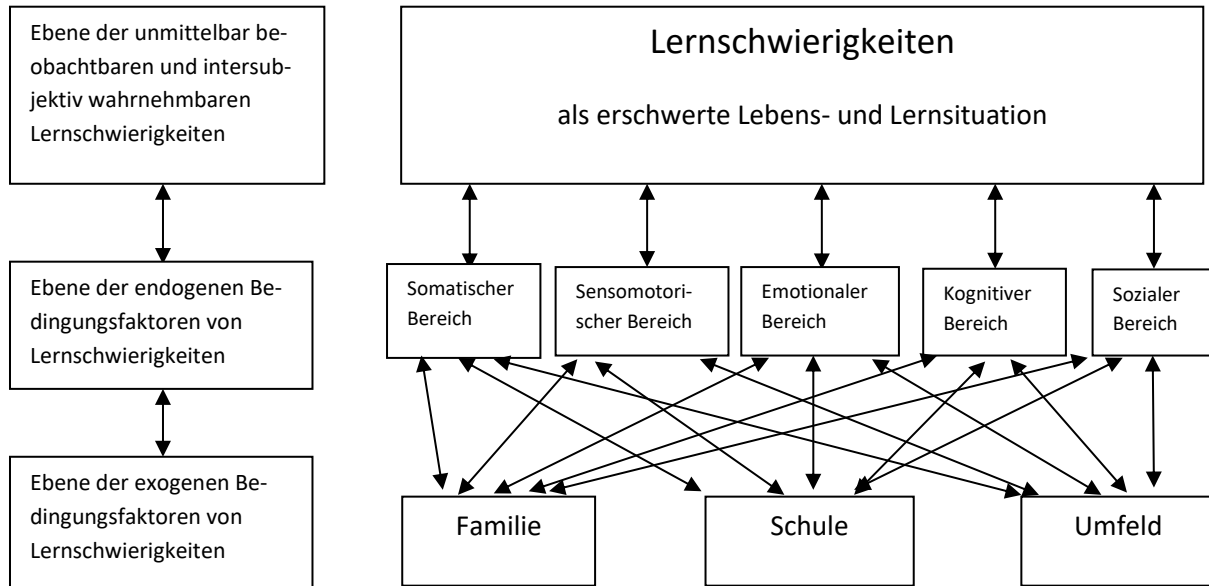 Ebene der unmittelbar be-
obachtbaren und intersub-
jektiv wahrnehmbaren
Lernschwierigkeiten
Lernschwierigkeiten
als erschwerte Lebens- und Lernsituation
Ebene der endogenen Be-
dingungsfaktoren von
Lernschwierigkeiten
Somatischer
Bereich
Sensomotori-
scher Bereich
Emotionaler
Bereich
Kognitiver
Bereich
Sozialer
Bereich
Ebene der exogenen Be-
dingungsfaktoren von
Lernschwierigkeiten
Familie
Schule
Umfeld